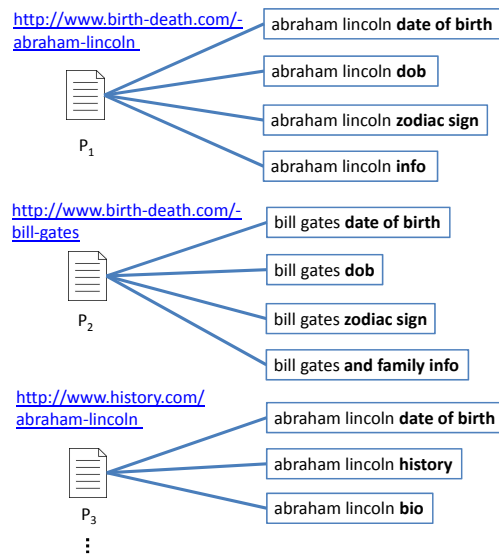 http://www.birth-death.com/-
abraham-lincoln
P1
abraham lincoln date of birth
abraham lincoln dob
abraham lincoln zodiac sign
abraham lincoln info
http://www.birth-death.com/-
bill-gates
P2
bill gates date of birth
bill gates dob
bill gates zodiac sign
bill gates and family info
http://www.history.com/
abraham-lincoln
P3
abraham lincoln date of birth
abraham lincoln history
abraham lincoln bio
⋮